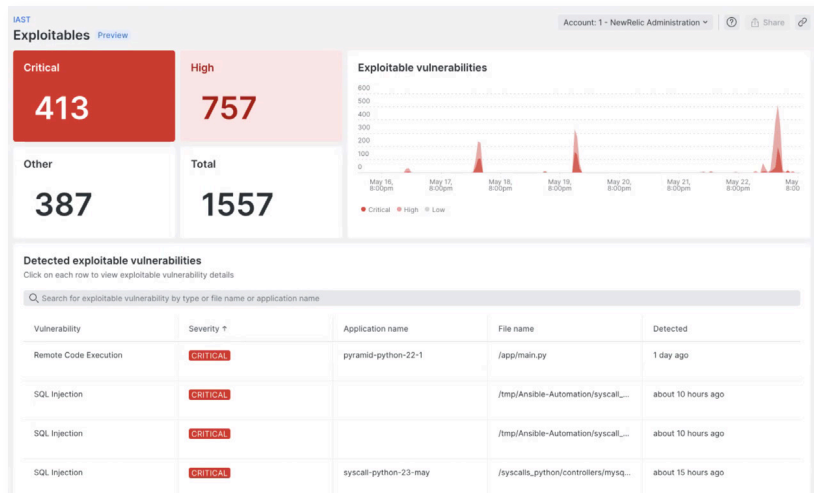 IAST
Exploitables Preview
Account: 1 - NewRelic Administration
Share
Critical
413
High
757
Other
387
Total
1557
Exploitable vulnerabilities
600
500
400
300
200
100
0
May 16, 8:00pm
May 17, 8:00pm
May 18, 8:00pm
May 19, 8:00pm
May 20, 8:00pm
May 21, 8:00pm
May 22, 8:00pm
May 8:00
Critical High Low
Detected exploitable vulnerabilities
Click on each row to view exploitable vulnerability details
Search for exploitable vulnerability by type or file name or application name
Vulnerability Severity ↑ Application name File name Detected
Remote Code Execution CRITICAL pyramid-python-22-1 /app/main.py 1 day ago
SQL Injection CRITICAL /tmp/Ansible-Automation/syscall_... about 10 hours ago
SQL Injection CRITICAL /tmp/Ansible-Automation/syscall_... about 10 hours ago
SQL Injection CRITICAL syscall-python-23-may /syscalls_python/controllers/mysq... about 15 hours ago